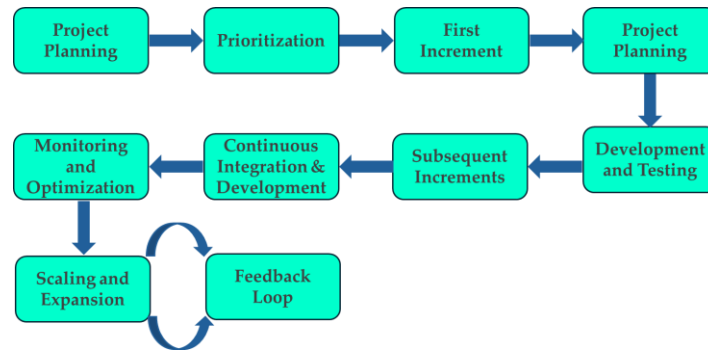 Project
Planning
Prioritization
First
Increment
Project
Planning
Development
and Testing
Subsequent
Increments
Continuous
Integration &
Development
Monitoring
and
Optimization
Scaling and
Expansion
Feedback
Loop